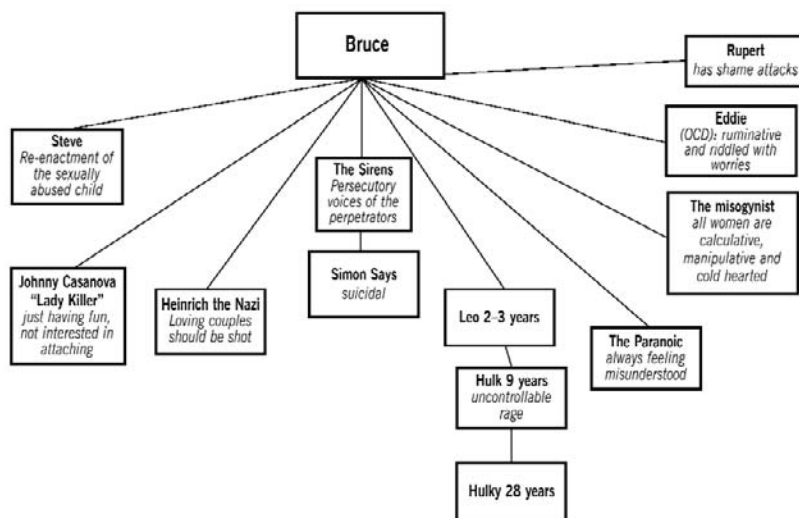 Bruce
Rupert
has shame attacks
Steve
Re-enactment of
the sexually
abused child
The Sirens
Persecutory
voices of the
perpetrators
Eddie
(OCD): ruminative
and riddled with
worries
The misogynist
all women are
calculative,
manipulative and
cold hearted
Johnny Casanova
“Lady Killer”
just having fun,
not interested in
attaching
Heinrich the Nazi
Loving couples
should be shot
Simon Says
suicidal
Leo 2–3 years
The Paranoic
always feeling
misunderstood
Hulk 9 years
uncontrollable
rage
Hulky 28 years